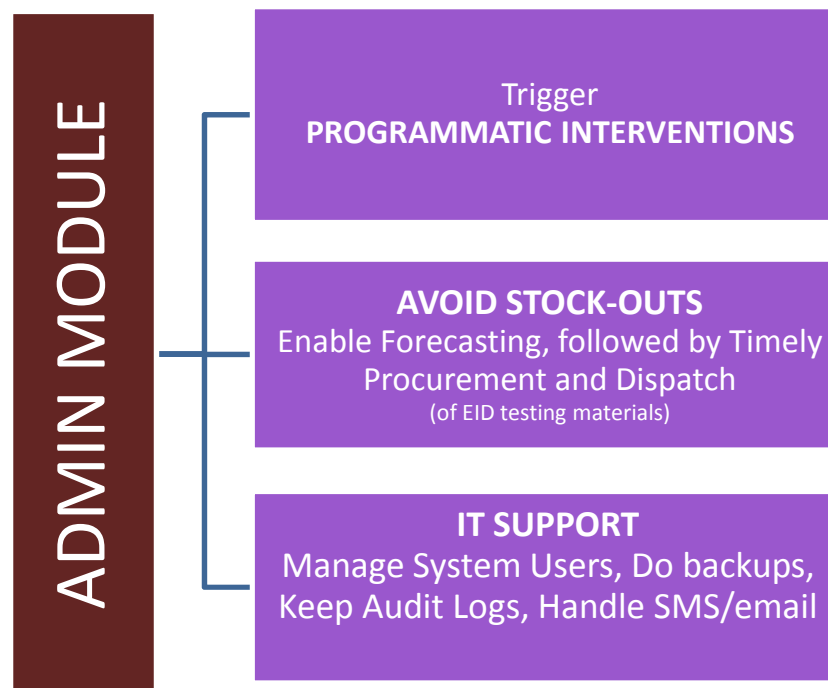 ADMIN MODULE
Trigger
PROGRAMMATIC INTERVENTIONS
AVOID STOCK-OUTS
Enable Forecasting, followed by Timely
Procurement and Dispatch
(of EID testing materials)
IT SUPPORT
Manage System Users, Do backups,
Keep Audit Logs, Handle SMS/email